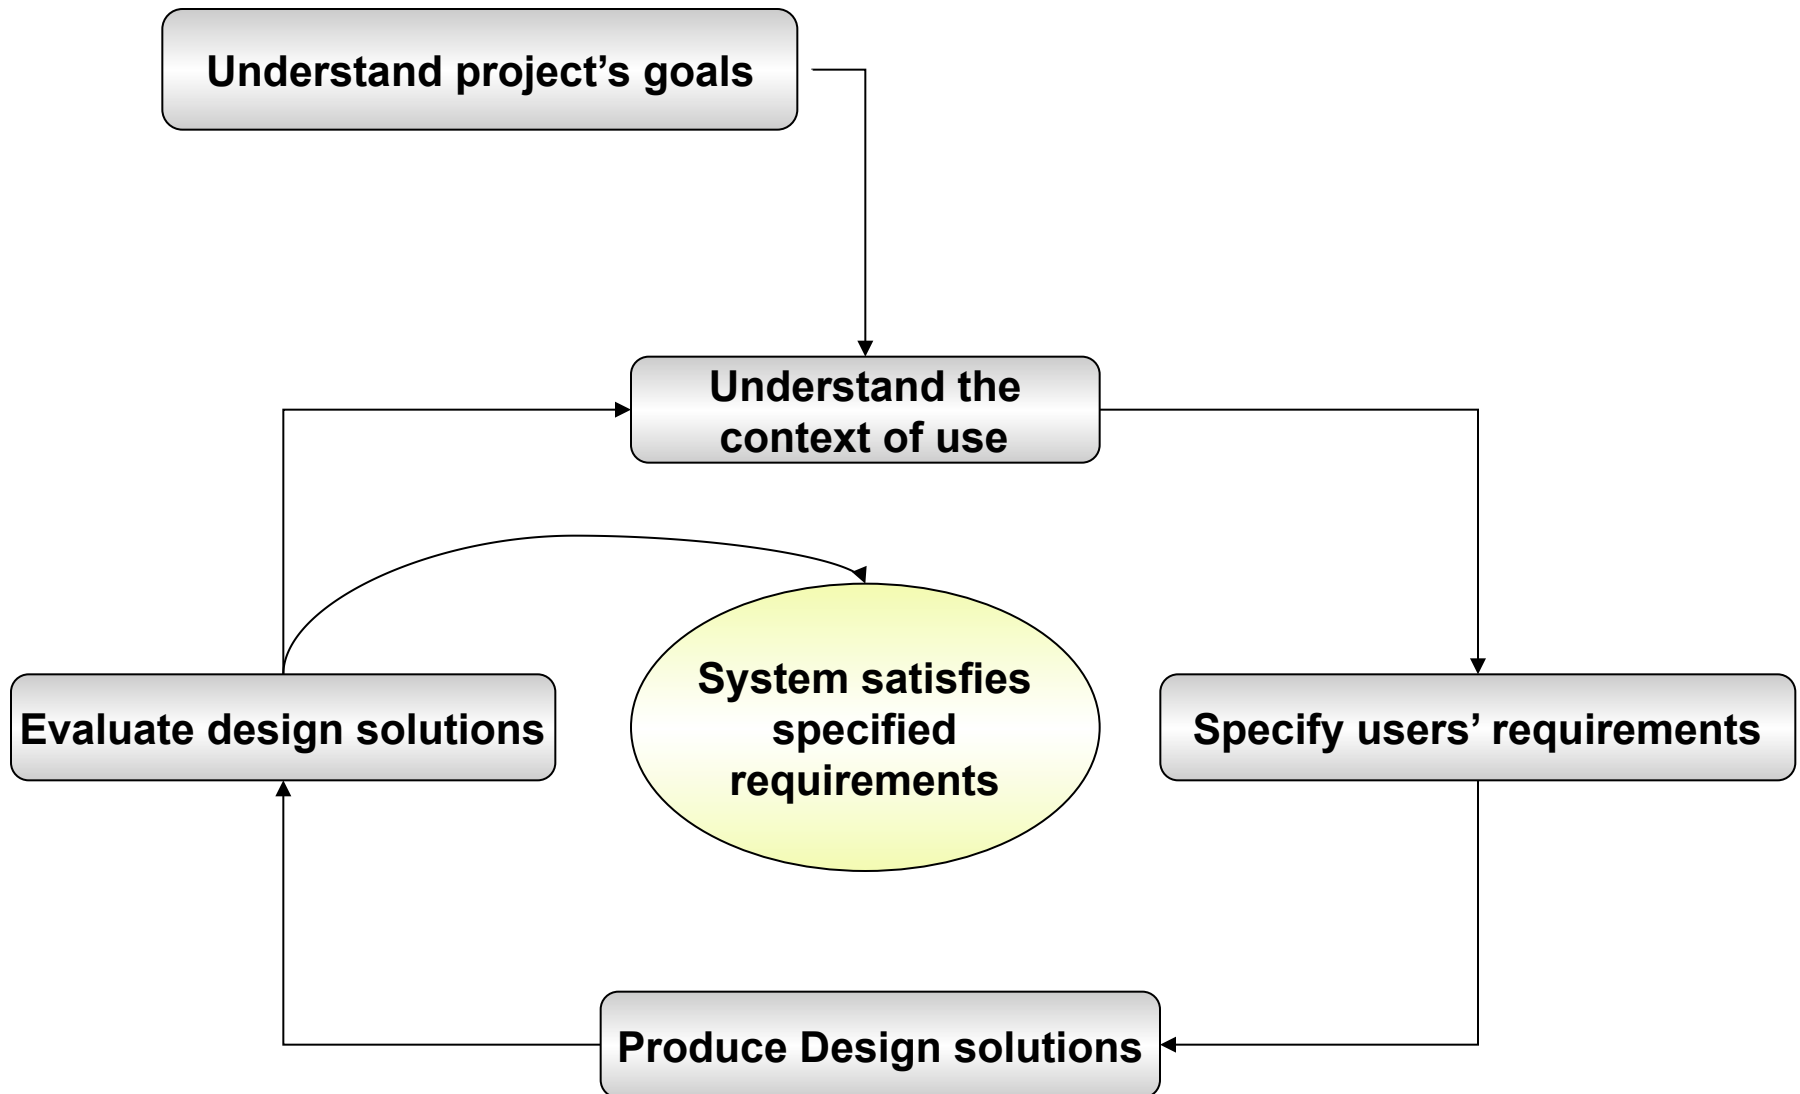 Understand project’s goals
Understand the
context of use
System satisfies
specified
requirements
Evaluate design solutions
Specify users’ requirements
Produce Design solutions